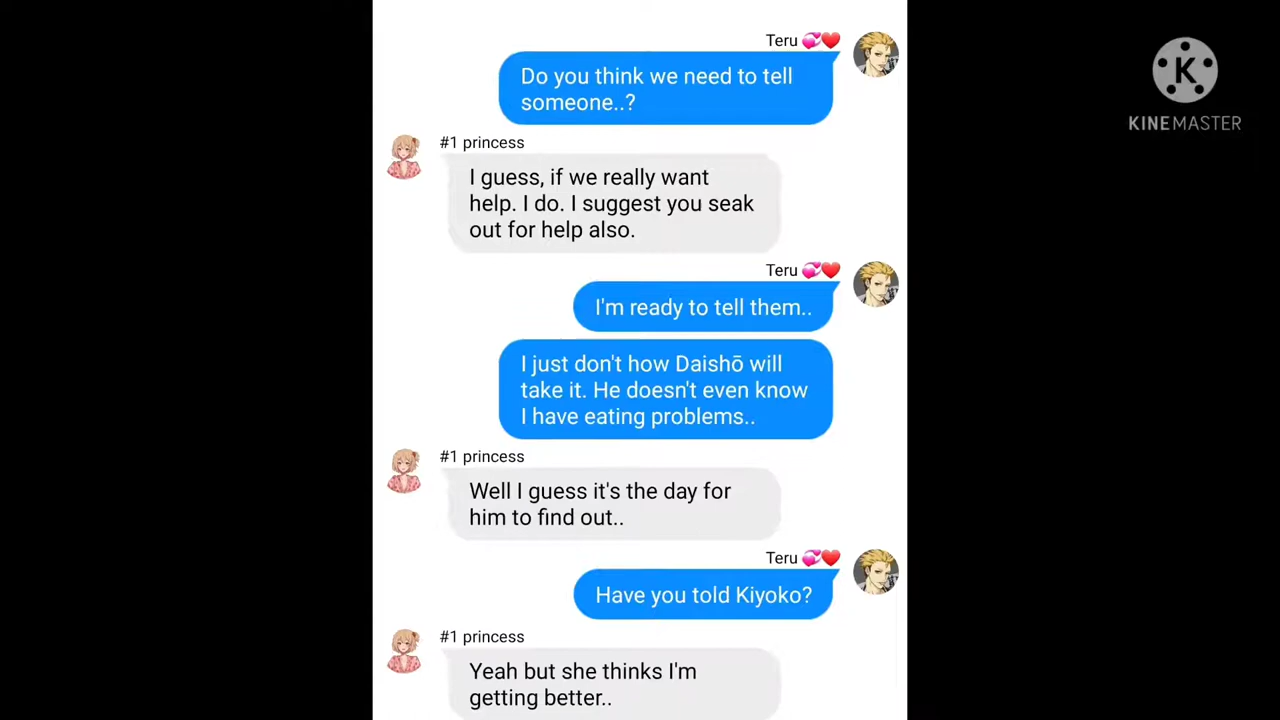 Teru 💞❤️
Do you think we need to tell
someone..?
#1 princess
I guess, if we really want
help. I do. I suggest you seak
out for help also.
Teru 💞❤️
I'm ready to tell them..
I just don't how Daishō will
take it. He doesn't even know
I have eating problems..
#1 princess
Well I guess it's the day for
him to find out..
Teru 💞❤️
Have you told Kiyoko?
#1 princess
Yeah but she thinks I'm
getting better..
K
KINEMASTER